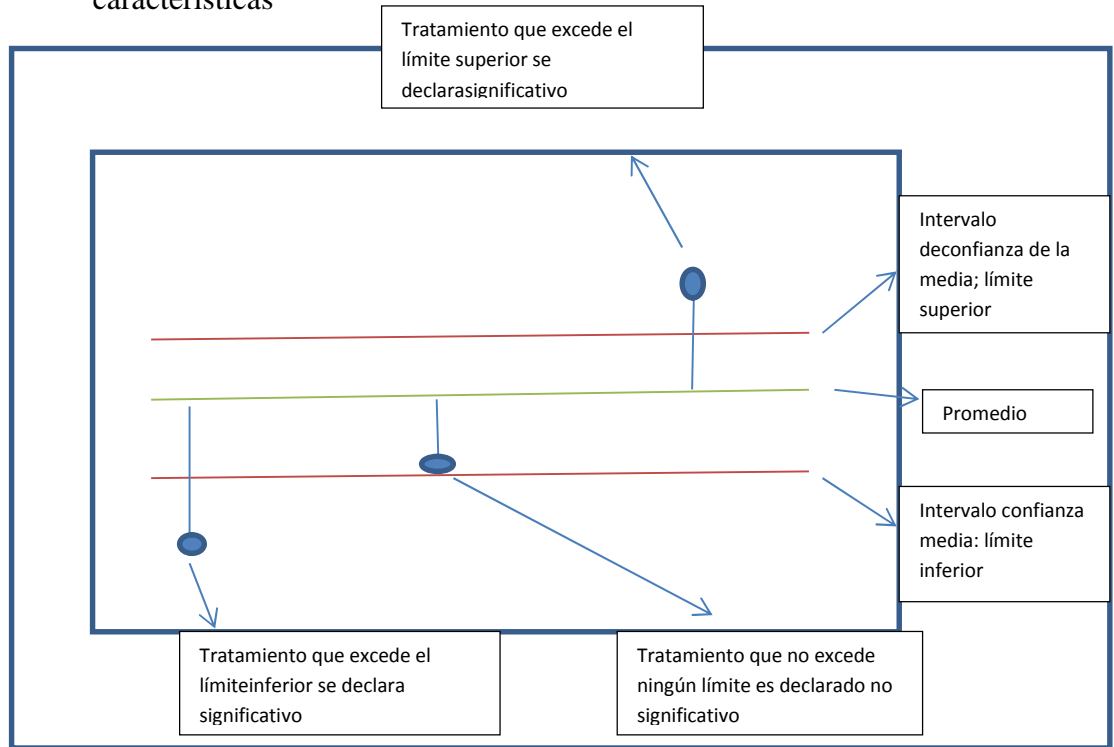 características
Tratamiento que excede el
límite superior se
declarasignificativo
Intervalo
deconfianza de la
media; límite
superior
Promedio
Intervalo confianza
media: límite
inferior
Tratamiento que excede el
límiteinferior se declara
significativo
Tratamiento que no excede
ningún límite es declarado no
significativo